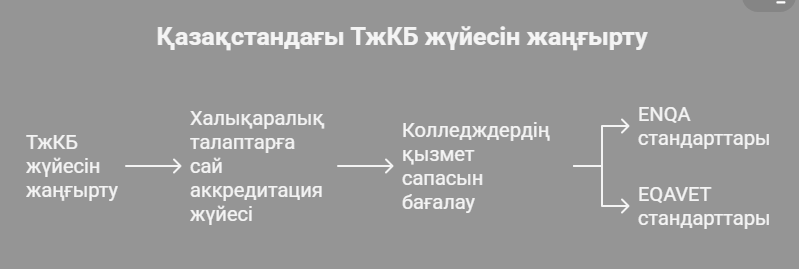 Қазақстандағы ТжКБ жүйесін жаңғырту
ТжКБ
жүйесін
жаңғырту
Халықаралық
талаптарға
сай
аккредитация
жүйесі
Колледждердің
қызмет
сапасын
бағалау
ENQA
стандарттары
EQAVET
стандарттары